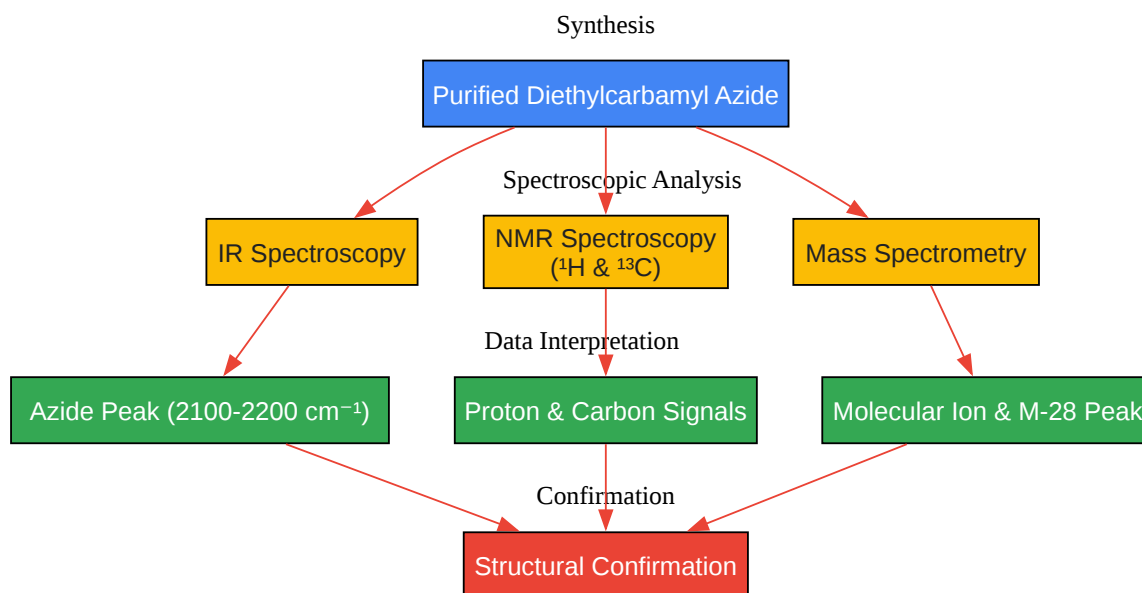 Synthesis
Purified Diethylcarbamyl Azide
Spectroscopic Analysis
IR Spectroscopy
NMR Spectroscopy
(¹H & ¹³C)
Mass Spectrometry
Data Interpretation
Azide Peak (2100-2200 cm⁻¹)
Proton & Carbon Signals
Molecular Ion & M-28 Peak
Confirmation
Structural Confirmation